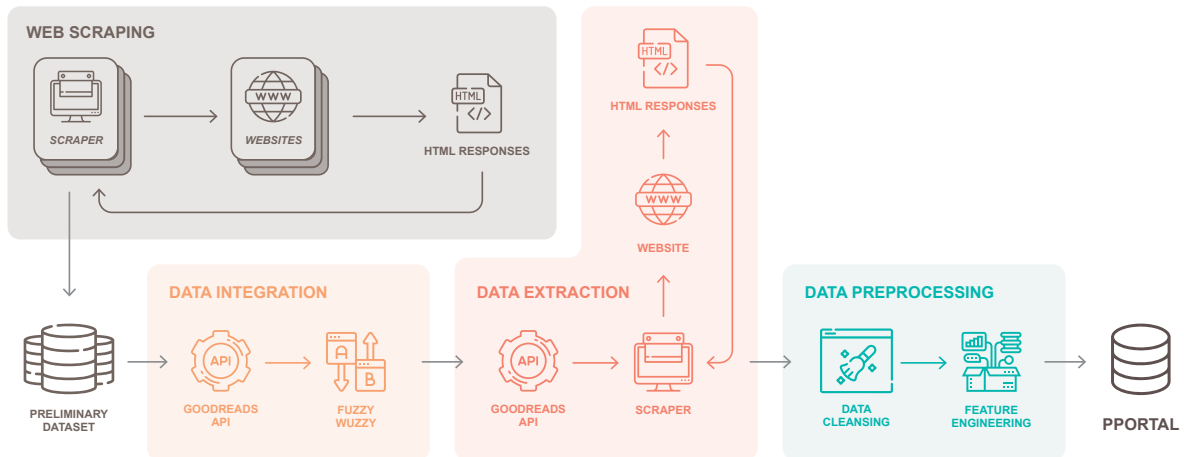 WEB SCRAPING
SCRAPER
WWW
WEBSITES
HTML
</>
HTML RESPONSES
HTML
</>
HTML RESPONSES
WWW
WEBSITE
PRELIMINARY
DATASET
DATA INTEGRATION
API
GOODREADS
API
A
B
FUZZY
WUZZY
DATA EXTRACTION
API
GOODREADS
API
SCRAPER
DATA PREPROCESSING
DATA
CLEANSING
FEATURE
ENGINEERING
PPORTAL